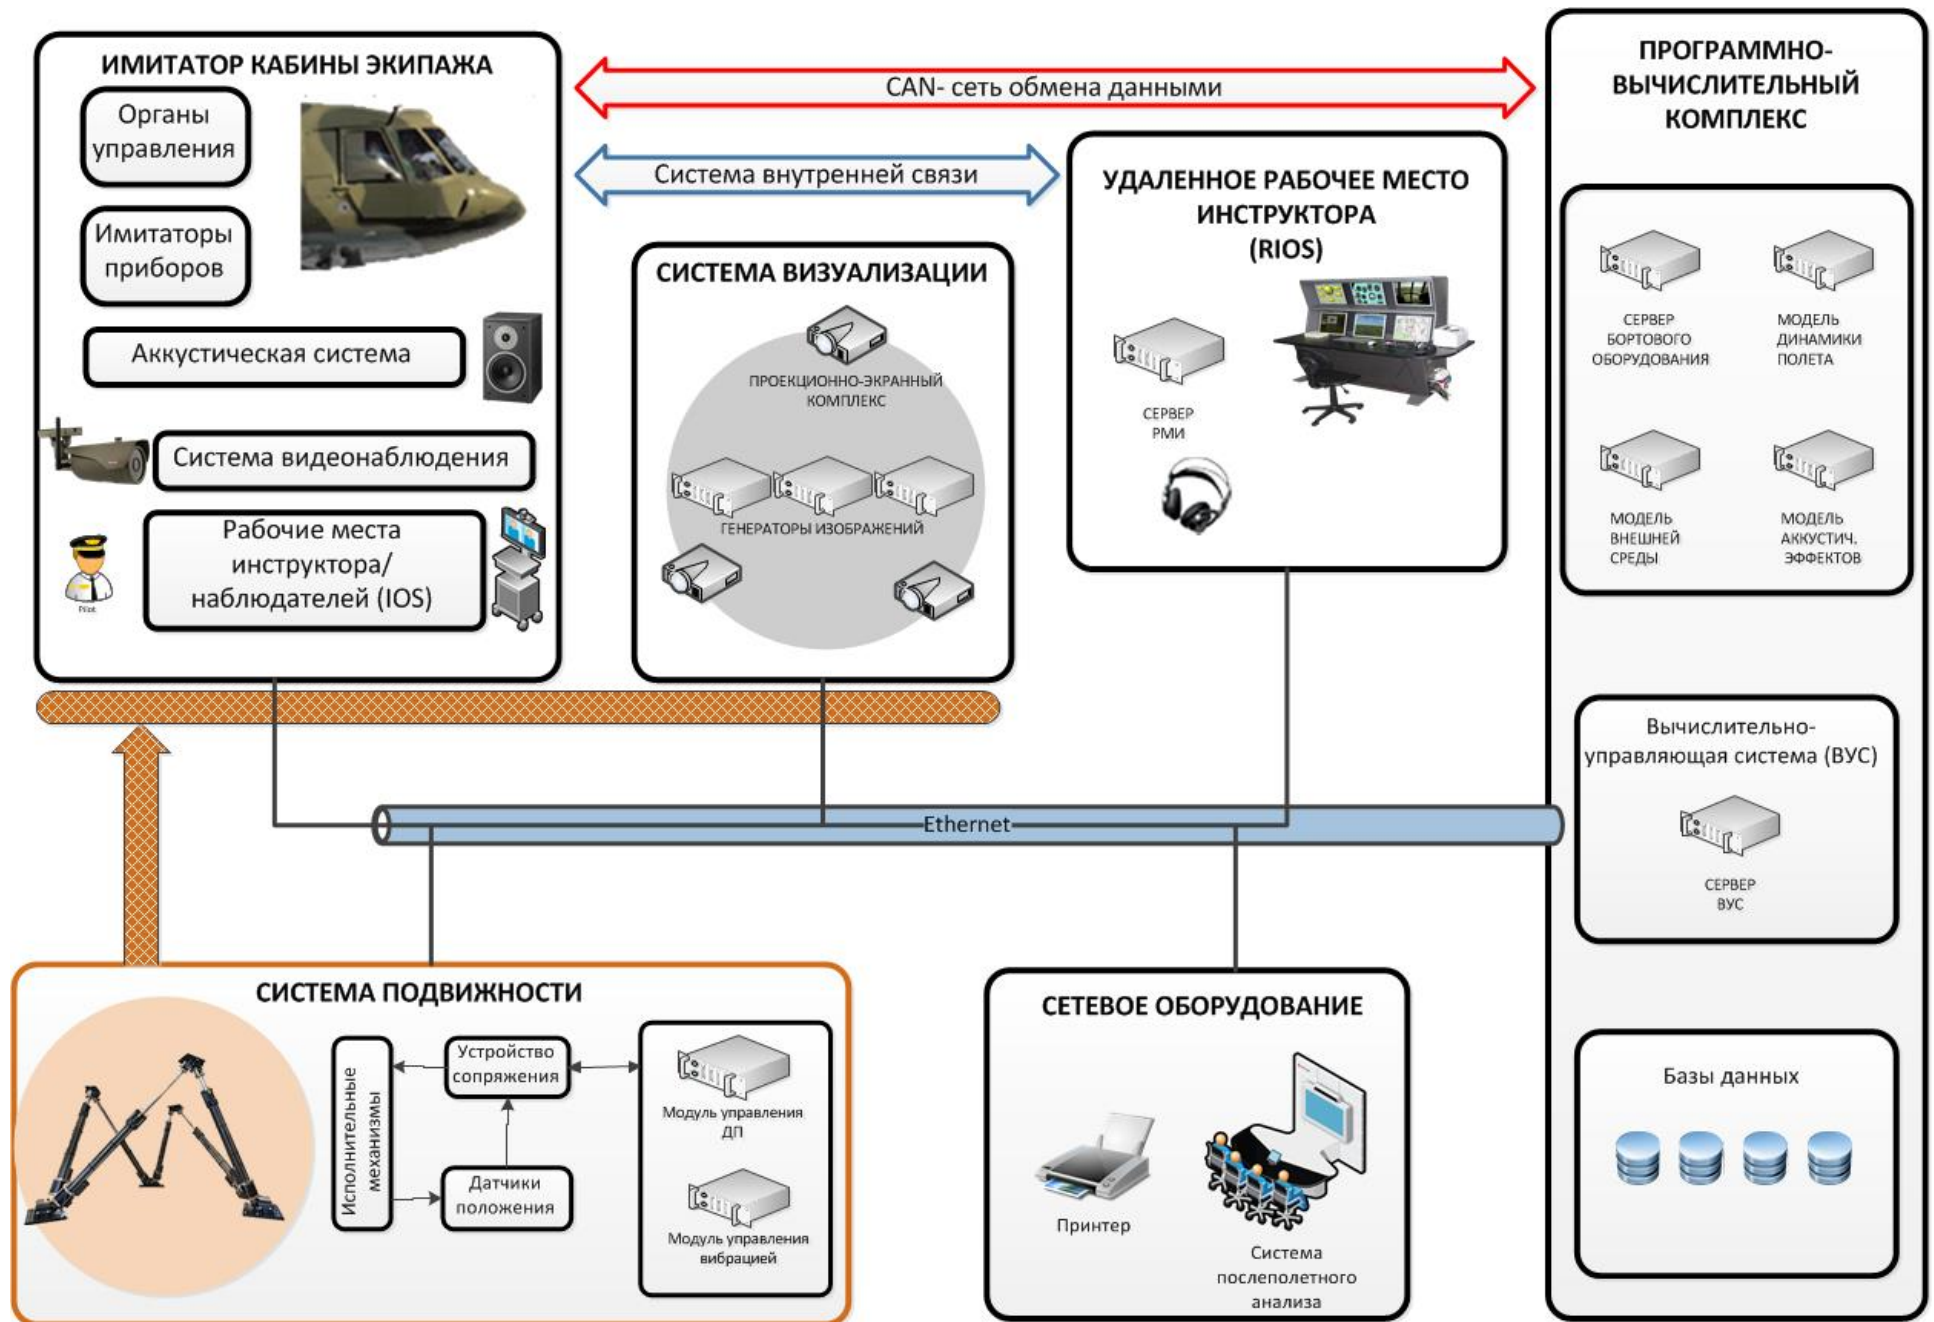 ИМИТАТОР КАБИНЫ ЭКИПАЖА
Органы
управления
Имитаторы
приборов
Аккустическая система
Система видеонаблюдения
Pilot
Рабочие места
инструктора/
наблюдателей (IOS)
CAN- сеть обмена данными
Система внутренней связи
СИСТЕМА ВИЗУАЛИЗАЦИИ
ПРОЕКЦИОННО-ЭКРАННЫЙ
КОМПЛЕКС
ГЕНЕРАТОРЫ ИЗОБРАЖЕНИЙ
УДАЛЕННОЕ РАБОЧЕЕ МЕСТО
ИНСТРУКТОРА
(RIOS)
СЕРВЕР
РМИ
ПРОГРАММНО-
ВЫЧИСЛИТЕЛЬНЫЙ
КОМПЛЕКС
СЕРВЕР
БОРТОВОГО
ОБОРУДОВАНИЯ
МОДЕЛЬ
ДИНАМИКИ
ПОЛЕТА
МОДЕЛЬ
ВНЕШНЕЙ
СРЕДЫ
МОДЕЛЬ
АККУСТИЧ.
ЭФФЕКТОВ
Вычислительно-
управляющая система (ВУС)
СЕРВЕР
ВУС
Базы данных
Ethernet
СИСТЕМА ПОДВИЖНОСТИ
Исполнительные
механизмы
Устройство
сопряжения
Датчики
положения
Модуль управления
ДП
Модуль управления
вибрацией
СЕТЕВОЕ ОБОРУДОВАНИЕ
Принтер
Система
послеполетного
анализа